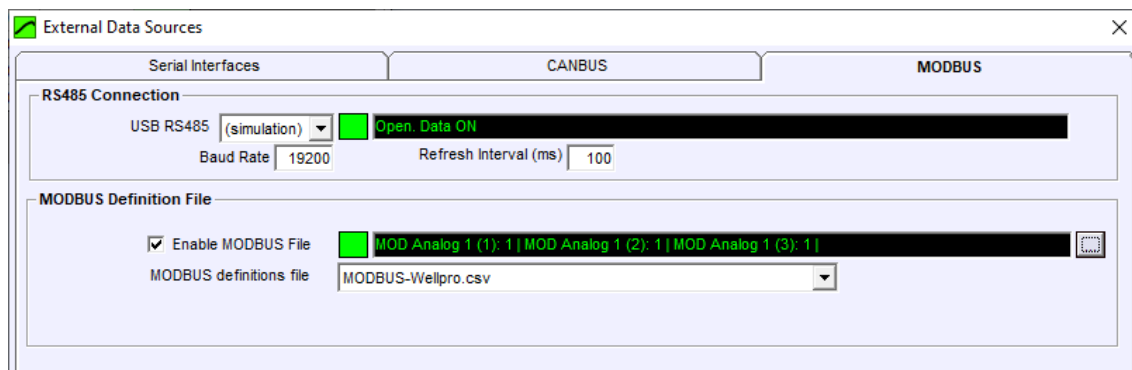 External Data Sources
Serial Interfaces CANBUS MODBUS
RS485 Connection
USB RS485 (simulation) Open. Data ON
Baud Rate 19200 Refresh Interval (ms) 100
MODBUS Definition File
Enable MODBUS File MOD Analog 1 (1): 1 | MOD Analog 1 (2): 1 | MOD Analog 1 (3): 1 |
MODBUS definitions file MODBUS-Wellpro.csv